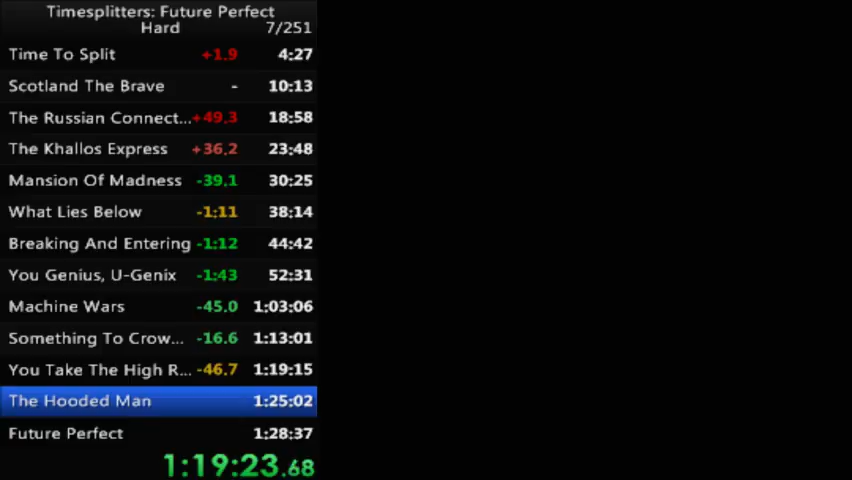 Timesplitters: Future Perfect
Hard 7/251
Time To Split +1.9 4:27
Scotland The Brave - 10:13
The Russian Connect... +49.3 18:58
The Khallos Express +36.2 23:48
Mansion Of Madness -39.1 30:25
What Lies Below -1:11 38:14
Breaking And Entering -1:12 44:42
You Genius, U-Genix -1:43 52:31
Machine Wars -45.0 1:03:06
Something To Crow... -16.6 1:13:01
You Take The High R... -46.7 1:19:15
The Hooded Man 1:25:02
Future Perfect 1:28:37
1:19:23.68